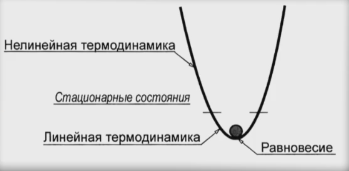 Нелинейная термодинамика
Стационарные состояния
Линейная термодинамика
Равновесие